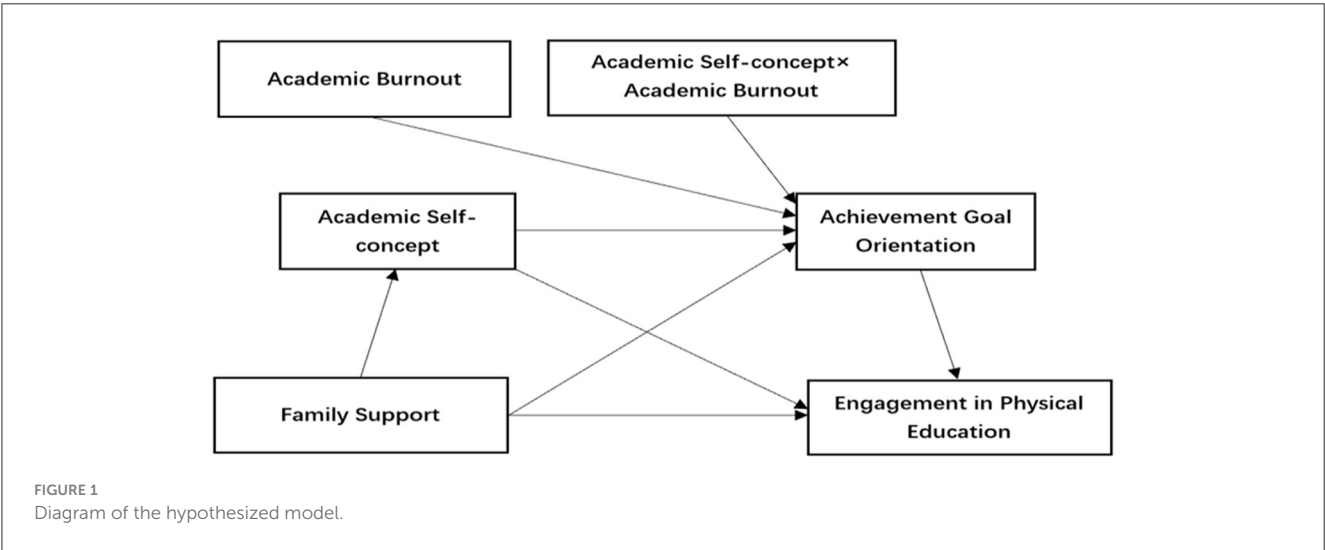 Academic Burnout
Academic Self-concept×
Academic Burnout
Academic Self-
concept
Achievement Goal
Orientation
Family Support
Engagement in Physical
Education
FIGURE 1
Diagram of the hypothesized model.